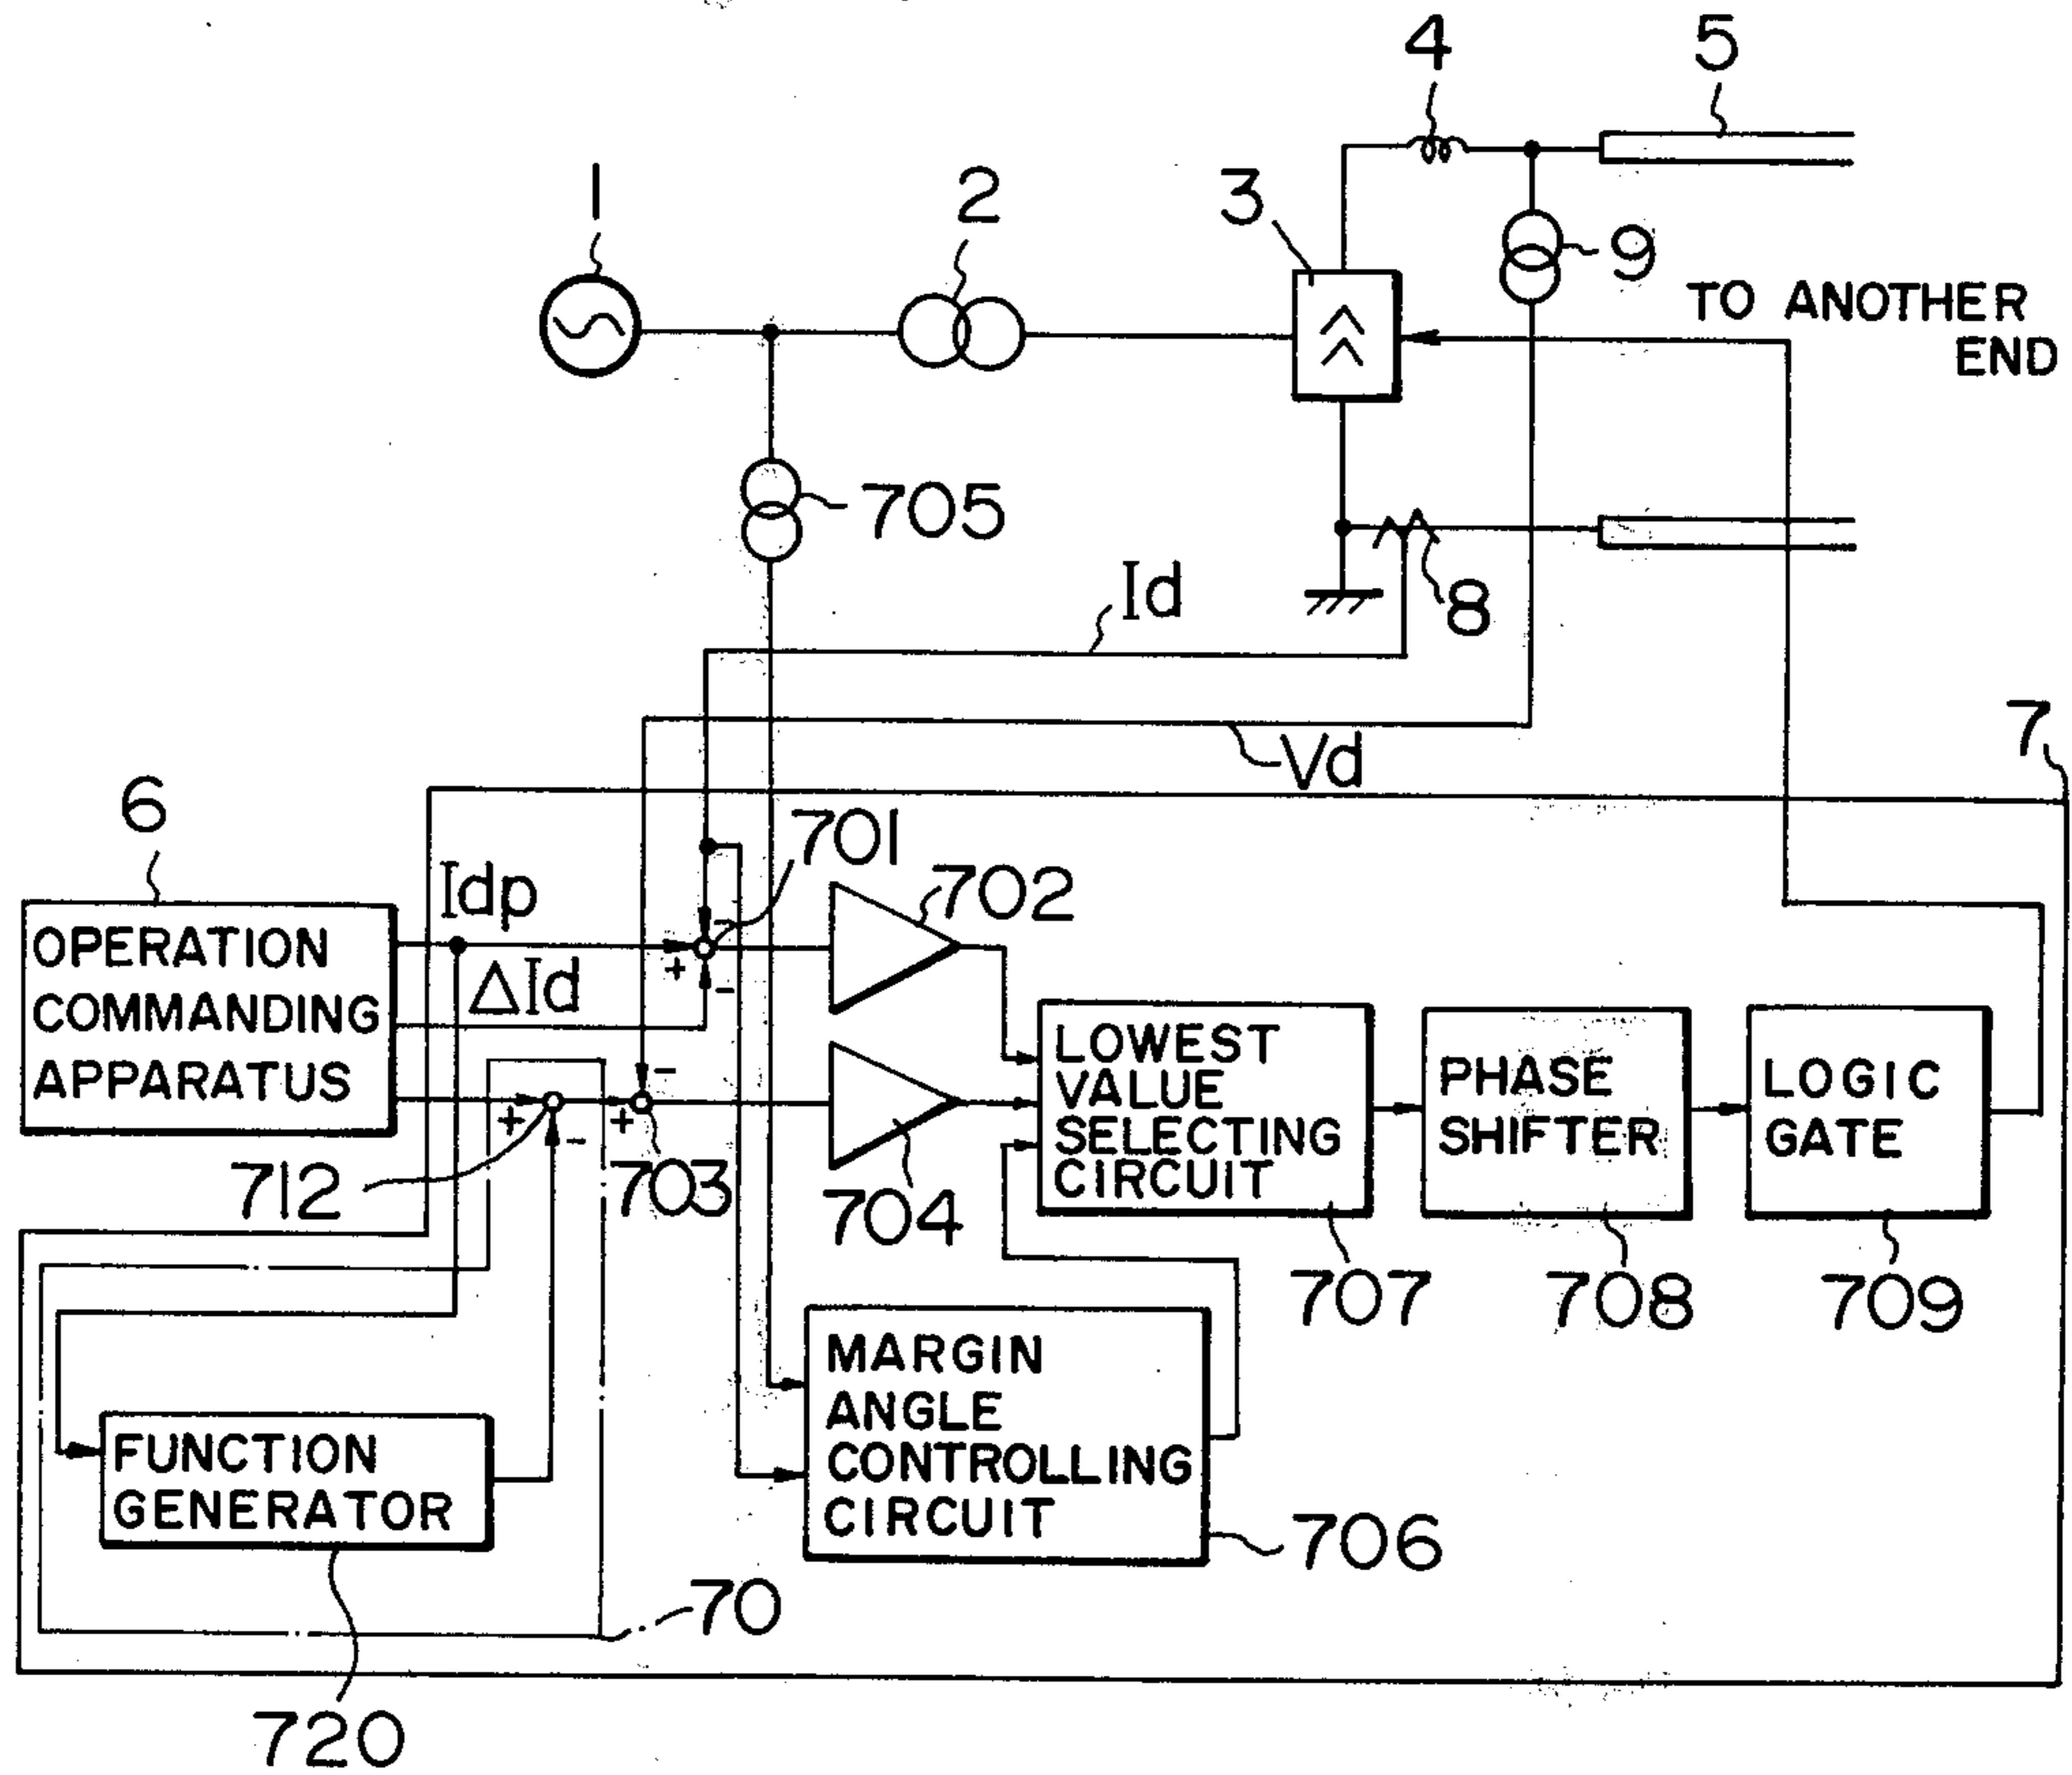 4
5
1
2
3
9
TO ANOTHER
END
705
Id
8
Vd
7
6
701
Idp
702
OPERATION
COMMANDING
APPARATUS
ΔId
+
-
-
LOWEST
VALUE
SELECTING
CIRCUIT
PHASE
SHIFTER
LOGIC
GATE
-
+
-
+
712
703
704
707
708
709
MARGIN
ANGLE
CONTROLLING
CIRCUIT
FUNCTION
GENERATOR
706
70
720